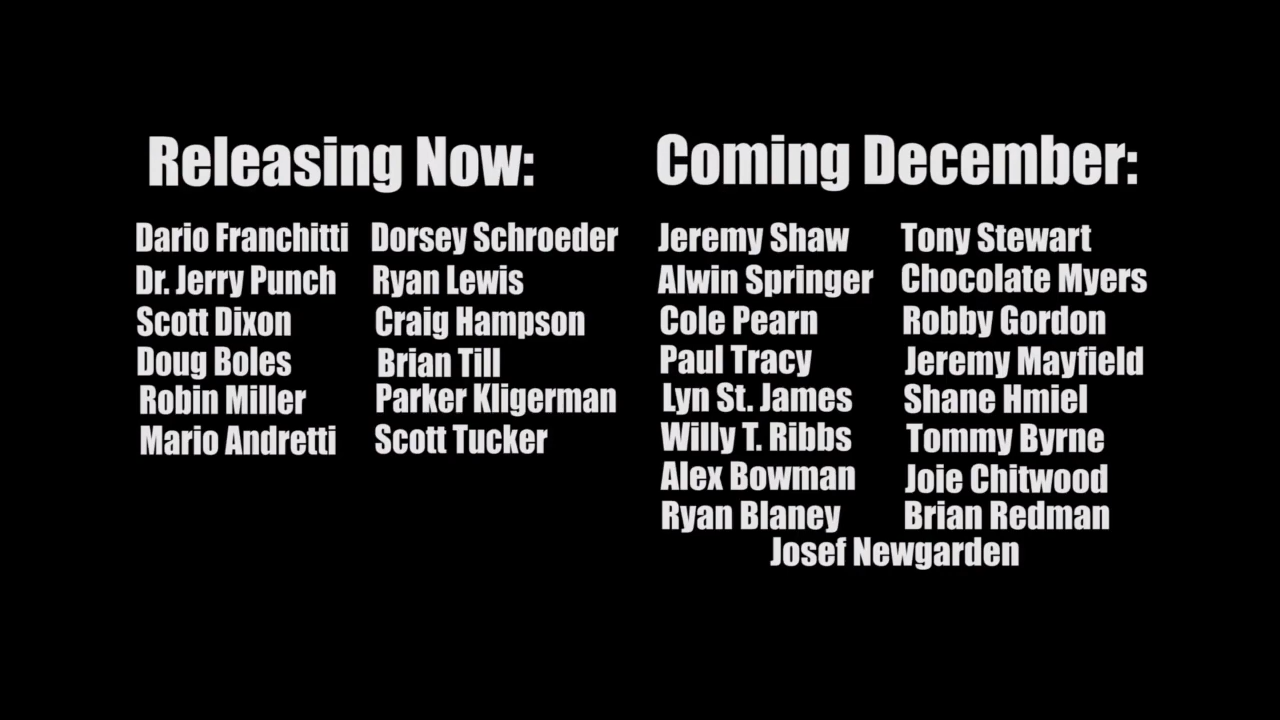 Releasing Now:
Dario Franchitti
Dr. Jerry Punch
Scott Dixon
Doug Boles
Robin Miller
Mario Andretti
Dorsey Schroeder
Ryan Lewis
Craig Hampson
Brian Till
Parker Kligerman
Scott Tucker
Coming December:
Jeremy Shaw
Alwin Springer
Cole Pearn
Paul Tracy
Lyn St. James
Willy T. Ribbs
Alex Bowman
Ryan Blaney
Tony Stewart
Chocolate Myers
Robby Gordon
Jeremy Mayfield
Shane Hmiel
Tommy Byrne
Joie Chitwood
Brian Redman
Josef Newgarden